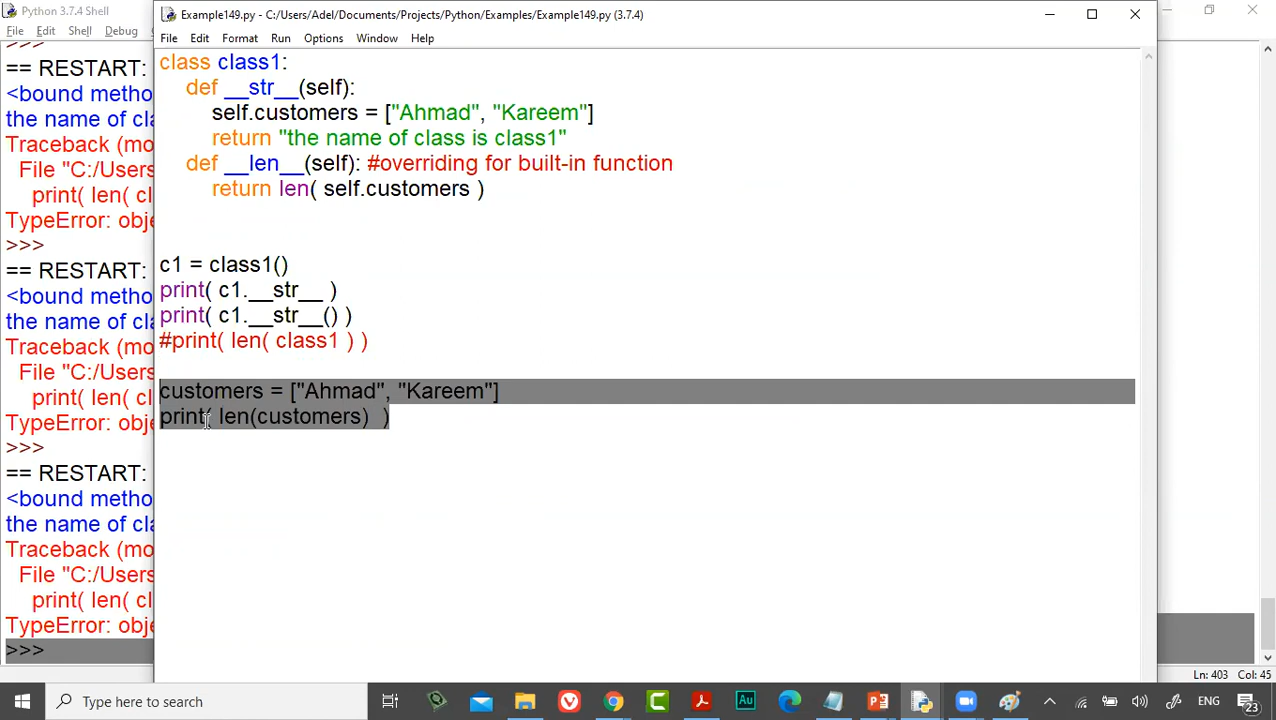 Python 3.7.4 Shell
File Edit Shell Debug
>>>
== RESTART:
<bound metho
the name of cla
Traceback (mo
File "C:/Users
print( len( cl
TypeError: obje
>>>
== RESTART:
<bound metho
the name of cla
Traceback (mo
File "C:/Users
print( len( cl
TypeError: obje
>>>
== RESTART:
<bound metho
the name of cla
Traceback (mo
File "C:/Users
print( len( cl
TypeError: obje
>>>
Example149.py - C:/Users/Adel/Documents/Projects/Python/Examples/Example149.py (3.7.4)
File Edit Format Run Options Window Help
class class1:
def __str__(self):
self.customers = ["Ahmad", "Kareem"]
return "the name of class is class1"
def __len__(self): #overriding for built-in function
return len( self.customers )
c1 = class1()
print( c1.__str__ )
print( c1.__str__() )
#print( len( class1 ) )
customers = ["Ahmad", "Kareem"]
print( len(customers) )
Ln: 403 Col: 45
Type here to search
Au
ENG
23